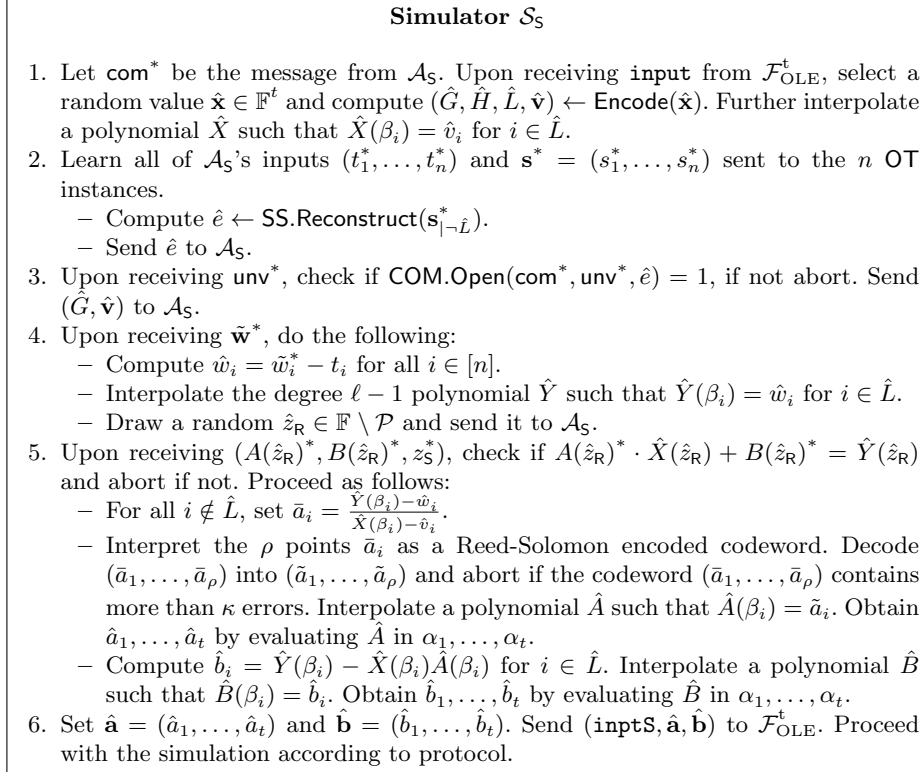 Simulator 𝒮_S
1. Let com* be the message from 𝒜_S. Upon receiving input from ℱ^t_OLE, select a
random value x̂ ∈ 𝔽^t and compute (Ĝ, Ĥ, L̂, v̂) ← Encode(x̂). Further interpolate
a polynomial X̂ such that X̂(β_i) = v̂_i for i ∈ L̂.
2. Learn all of 𝒜_S's inputs (t*_1, . . . , t*_n) and s* = (s*_1, . . . , s*_n) sent to the n OT
instances.
– Compute ê ← SS.Reconstruct(s*_{|¬L̂}).
– Send ê to 𝒜_S.
3. Upon receiving unv*, check if COM.Open(com*, unv*, ê) = 1, if not abort. Send
(Ĝ, v̂) to 𝒜_S.
4. Upon receiving w̃*, do the following:
– Compute ŵ_i = w̃*_i − t_i for all i ∈ [n].
– Interpolate the degree ℓ − 1 polynomial Ŷ such that Ŷ(β_i) = ŵ_i for i ∈ L̂.
– Draw a random ẑ_R ∈ 𝔽 \ 𝒫 and send it to 𝒜_S.
5. Upon receiving (A(ẑ_R)*, B(ẑ_R)*, z*_S), check if A(ẑ_R)* · X̂(ẑ_R) + B(ẑ_R)* = Ŷ(ẑ_R)
and abort if not. Proceed as follows:
– For all i ∉ L̂, set ā_i = (Ŷ(β_i)−ŵ_i)/(X̂(β_i)−v̂_i).
– Interpret the ρ points ā_i as a Reed-Solomon encoded codeword. Decode
(ā_1, . . . , ā_ρ) into (ã_1, . . . , ã_ρ) and abort if the codeword (ā_1, . . . , ā_ρ) contains
more than κ errors. Interpolate a polynomial Â such that Â(β_i) = ã_i. Obtain
â_1, . . . , â_t by evaluating Â in α_1, . . . , α_t.
– Compute b̂_i = Ŷ(β_i) − X̂(β_i)Â(β_i) for i ∈ L̂. Interpolate a polynomial B̂
such that B̂(β_i) = b̂_i. Obtain b̂_1, . . . , b̂_t by evaluating B̂ in α_1, . . . , α_t.
6. Set â = (â_1, . . . , â_t) and b̂ = (b̂_1, . . . , b̂_t). Send (inptS, â, b̂) to ℱ^t_OLE. Proceed
with the simulation according to protocol.